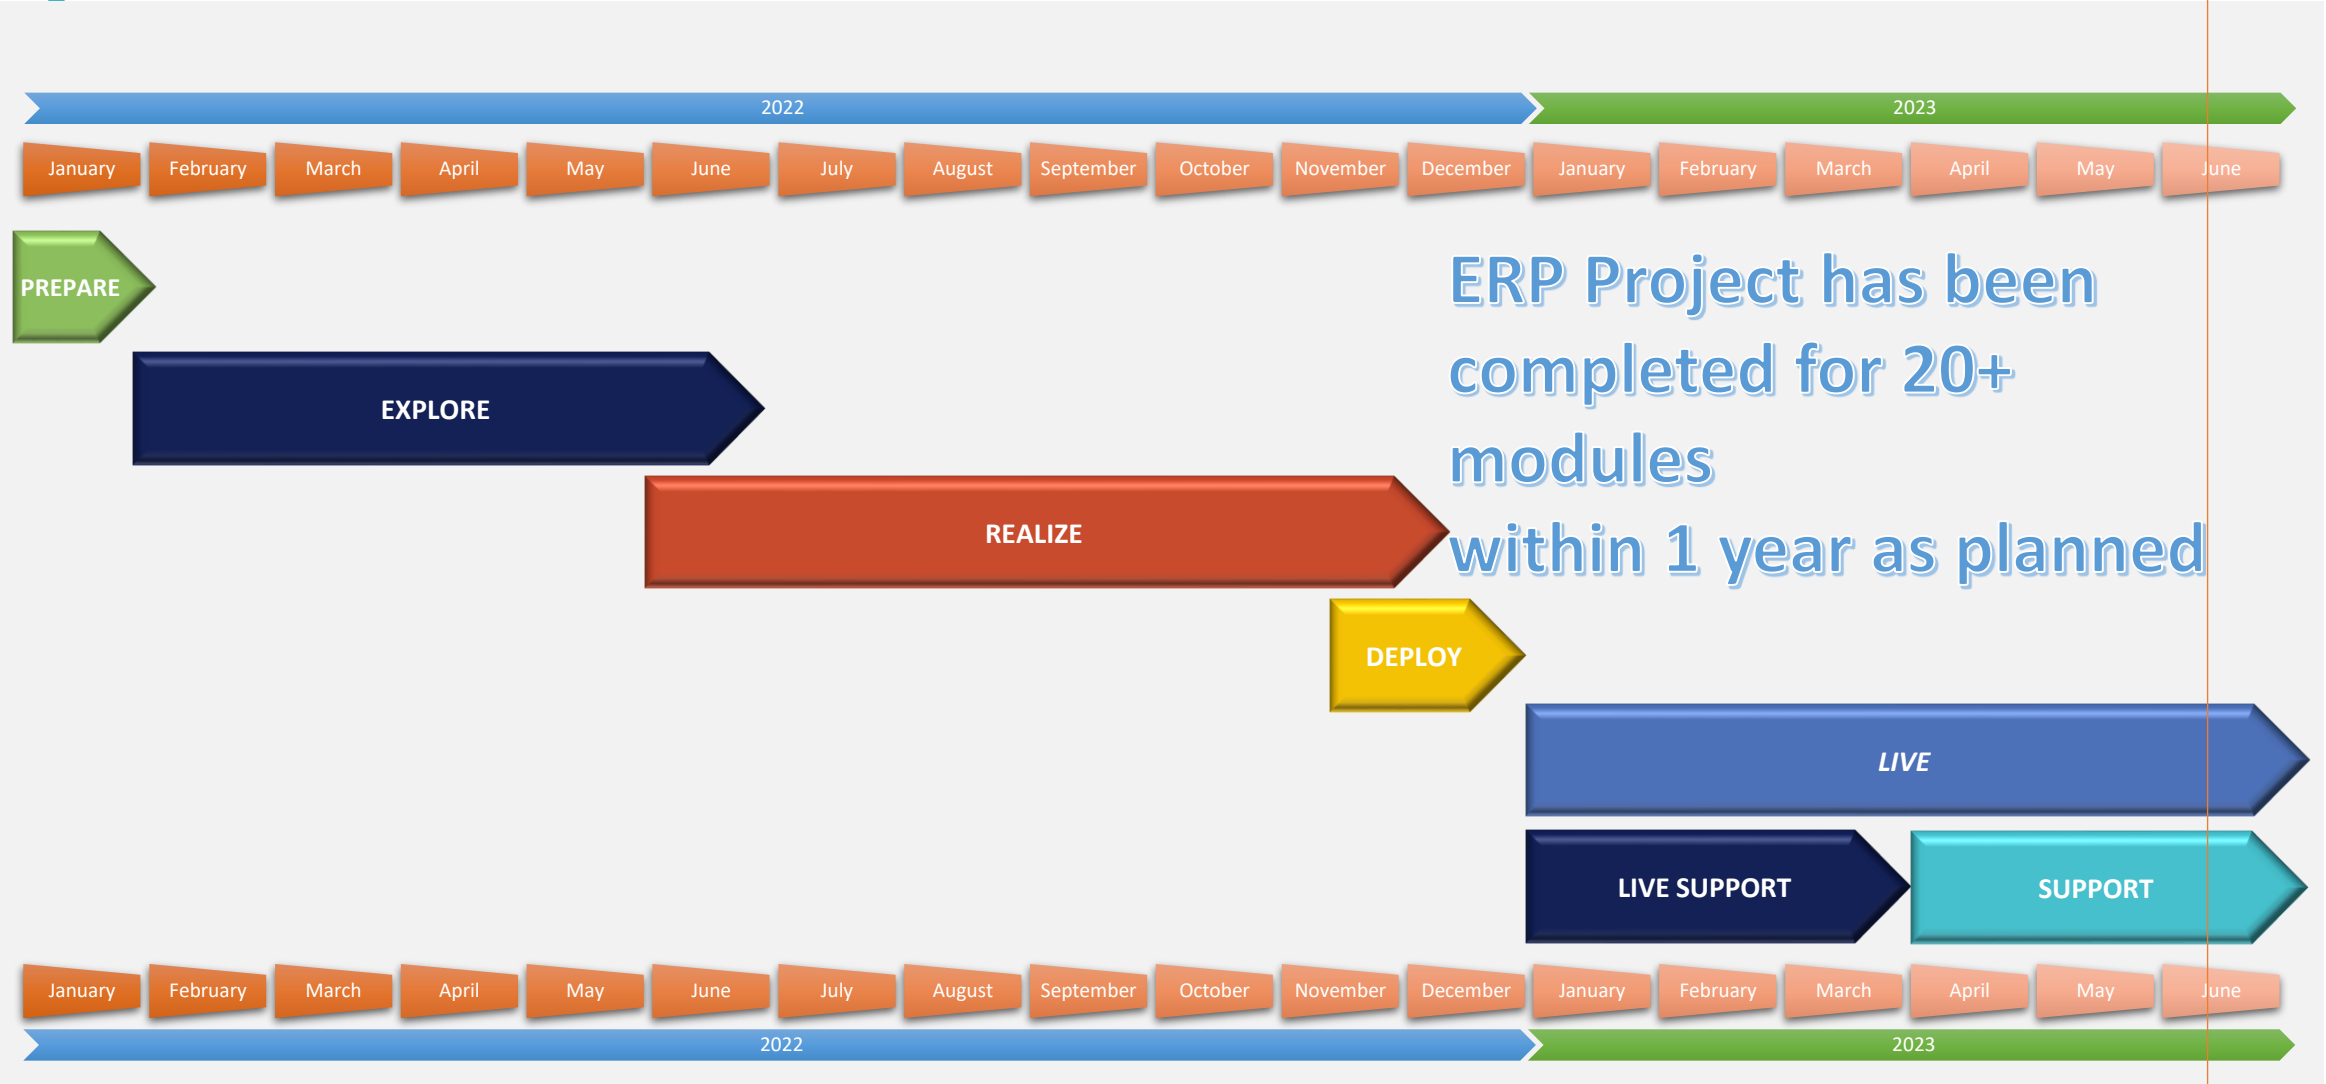 2022 2023
January February March April May June July August September October November December January February March April May June
PREPARE
ERP Project has been
completed for 20+
modules
within 1 year as planned
EXPLORE
REALIZE
DEPLOY
LIVE
LIVE SUPPORT SUPPORT
January February March April May June July August September October November December January February March April May June
2022 2023